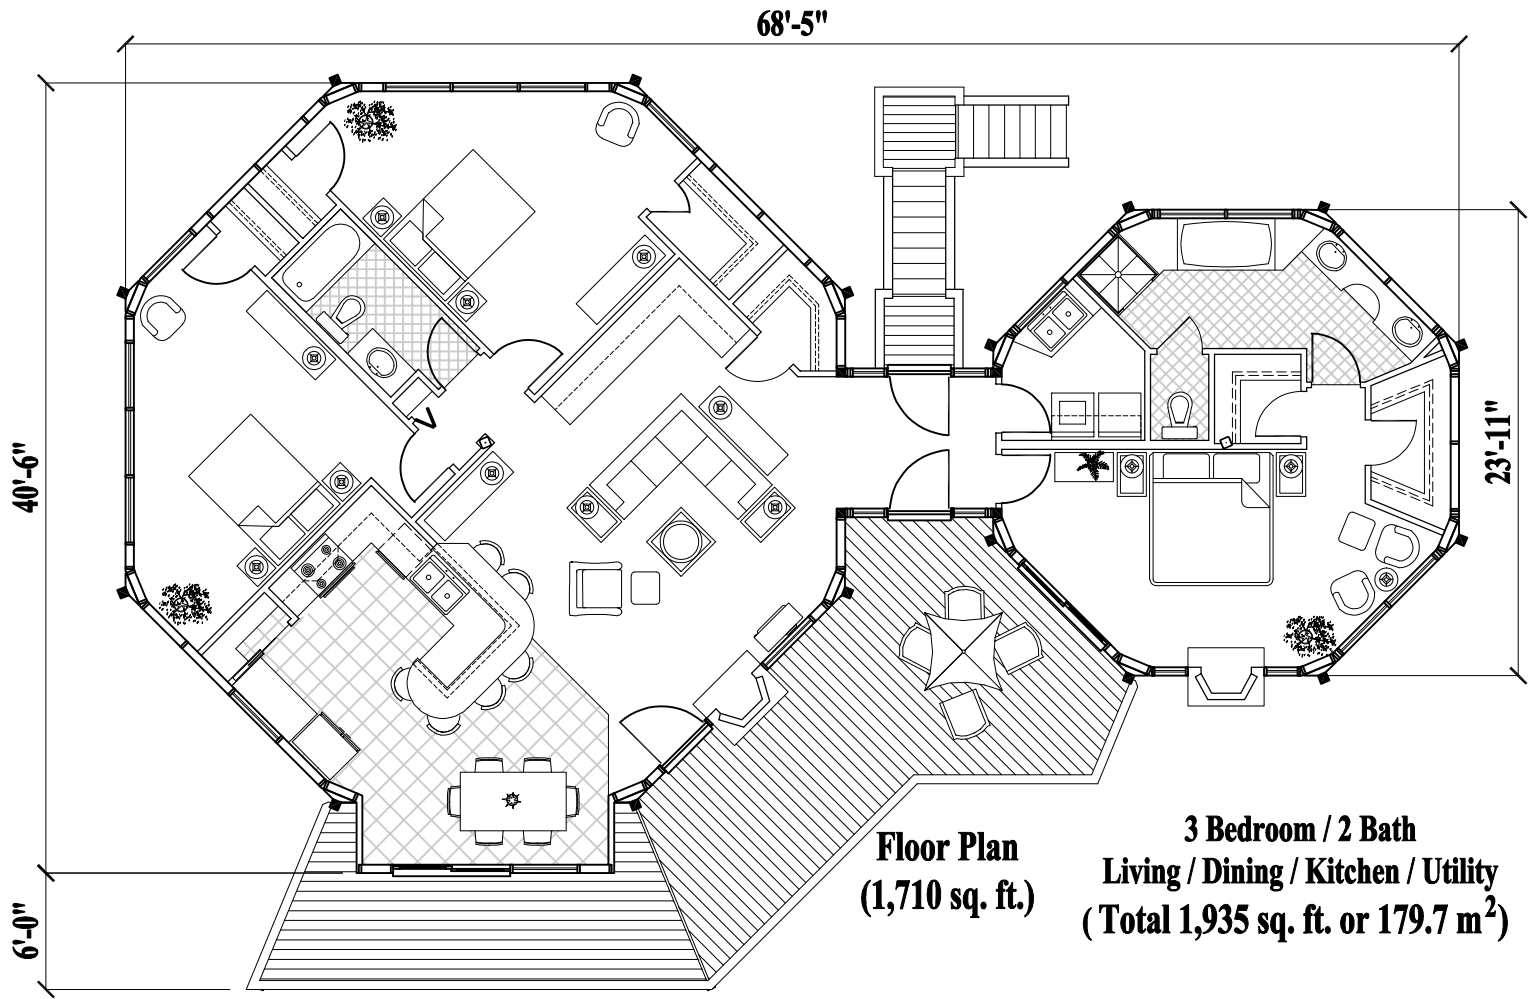 68'-5"
40'-6"
23'-11"
6'-0"
Floor Plan
(1,710 sq. ft.)
3 Bedroom / 2 Bath
Living / Dining / Kitchen / Utility
( Total 1,935 sq. ft. or 179.7 m²)